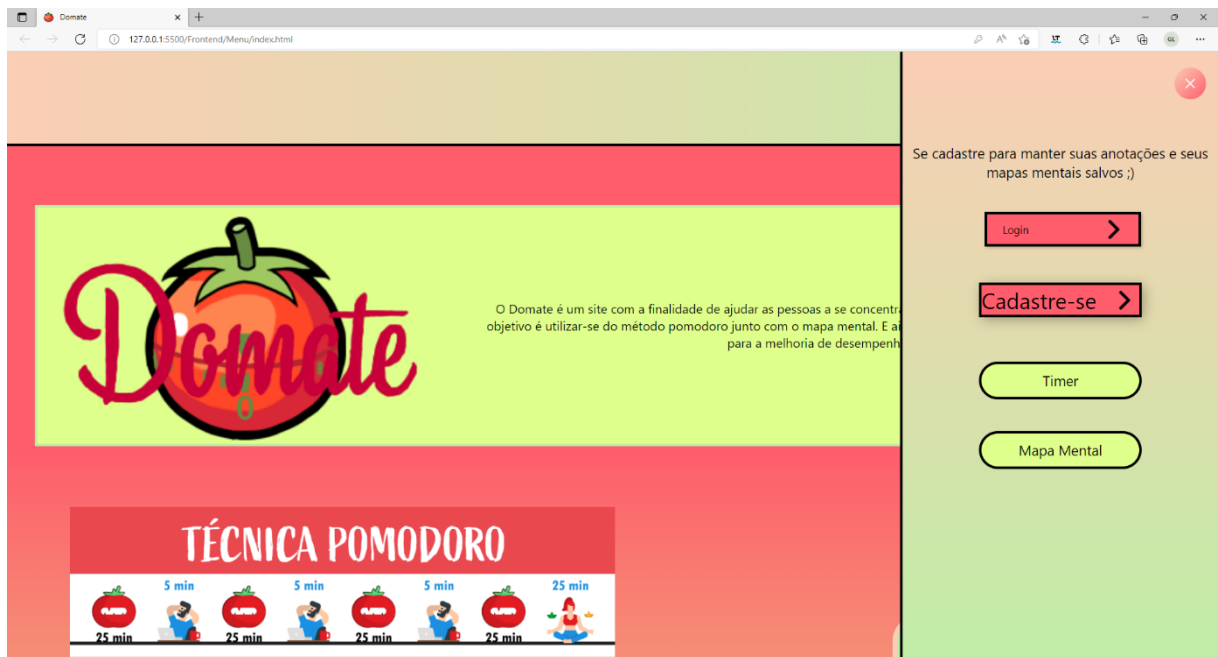 Domate
127.0.0.1:5500/Frontend/Menu/index.html
GL
Se cadastre para manter suas anotações e seus
mapas mentais salvos ;)
Login
Cadastre-se
Timer
Mapa Mental
Domate
O Domate é um site com a finalidade de ajudar as pessoas a se concentr
objetivo é utilizar-se do método pomodoro junto com o mapa mental. E ai
para a melhoria de desempenh
TÉCNICA POMODORO
5 min 5 min 5 min 25 min
25 min 25 min 25 min 25 min